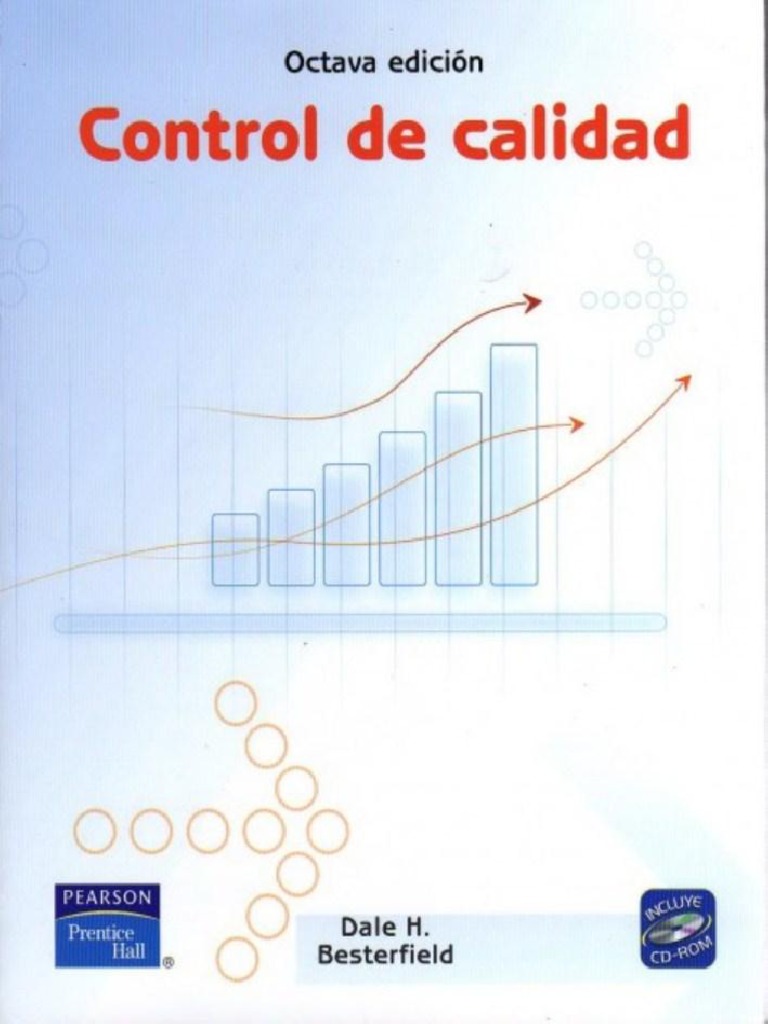 Octava edición
Control de calidad
PEARSON
Prentice
Hall
®
Dale H.
Besterfield
INCLUYE
CD-ROM